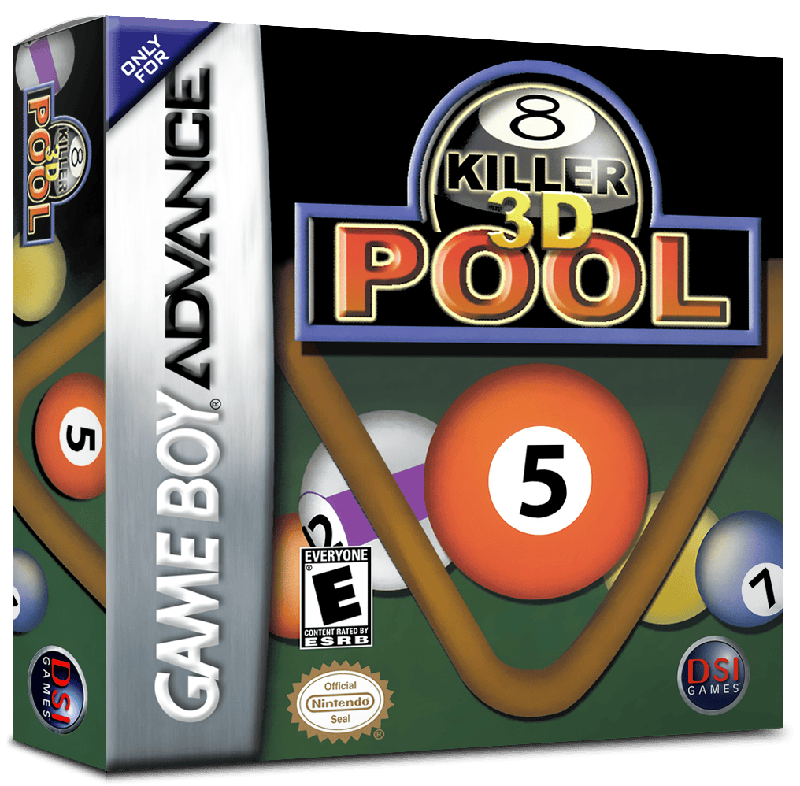 ONLY
FOR
GAME BOY ADVANCE
®
8
KILLER
3D
POOL
8
KILLER
3D
POOL
5
5
12
7
EVERYONE
E
®
CONTENT RATED BY
ESRB
Official
Nintendo
Seal
®
DSI
GAMES
DSI
GAMES